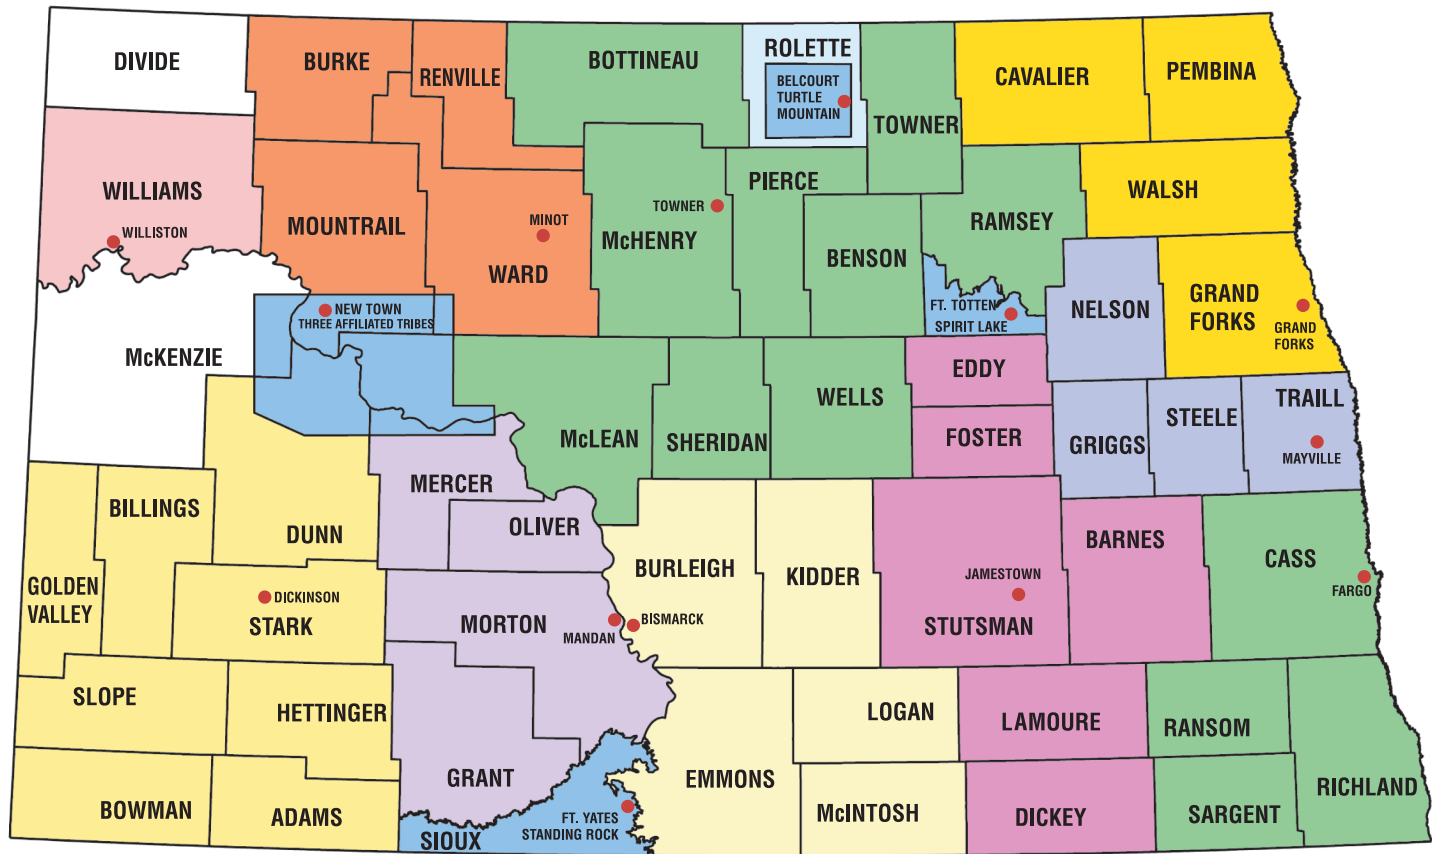 DIVIDE
BURKE
RENVILLE
BOTTINEAU
ROLETTE
BELCOURT
TURTLE
MOUNTAIN
TOWNER
CAVALIER
PEMBINA
WILLIAMS
WILLISTON
MOUNTRAIL
MINOT
WARD
TOWNER
McHENRY
PIERCE
BENSON
RAMSEY
WALSH
FT. TOTTEN
SPIRIT LAKE
NELSON
GRAND
FORKS
GRAND
FORKS
NEW TOWN
THREE AFFILIATED TRIBES
McKENZIE
McLEAN
SHERIDAN
WELLS
EDDY
FOSTER
GRIGGS
STEELE
TRAILL
MAYVILLE
GOLDEN
VALLEY
BILLINGS
DUNN
MERCER
OLIVER
BURLEIGH
KIDDER
JAMESTOWN
STUTSMAN
BARNES
CASS
FARGO
DICKINSON
STARK
MORTON
MANDAN
BISMARCK
SLOPE
HETTINGER
GRANT
EMMONS
LOGAN
LAMOURE
RANSOM
RICHLAND
BOWMAN
ADAMS
SIOUX
FT. YATES
STANDING ROCK
McINTOSH
DICKEY
SARGENT